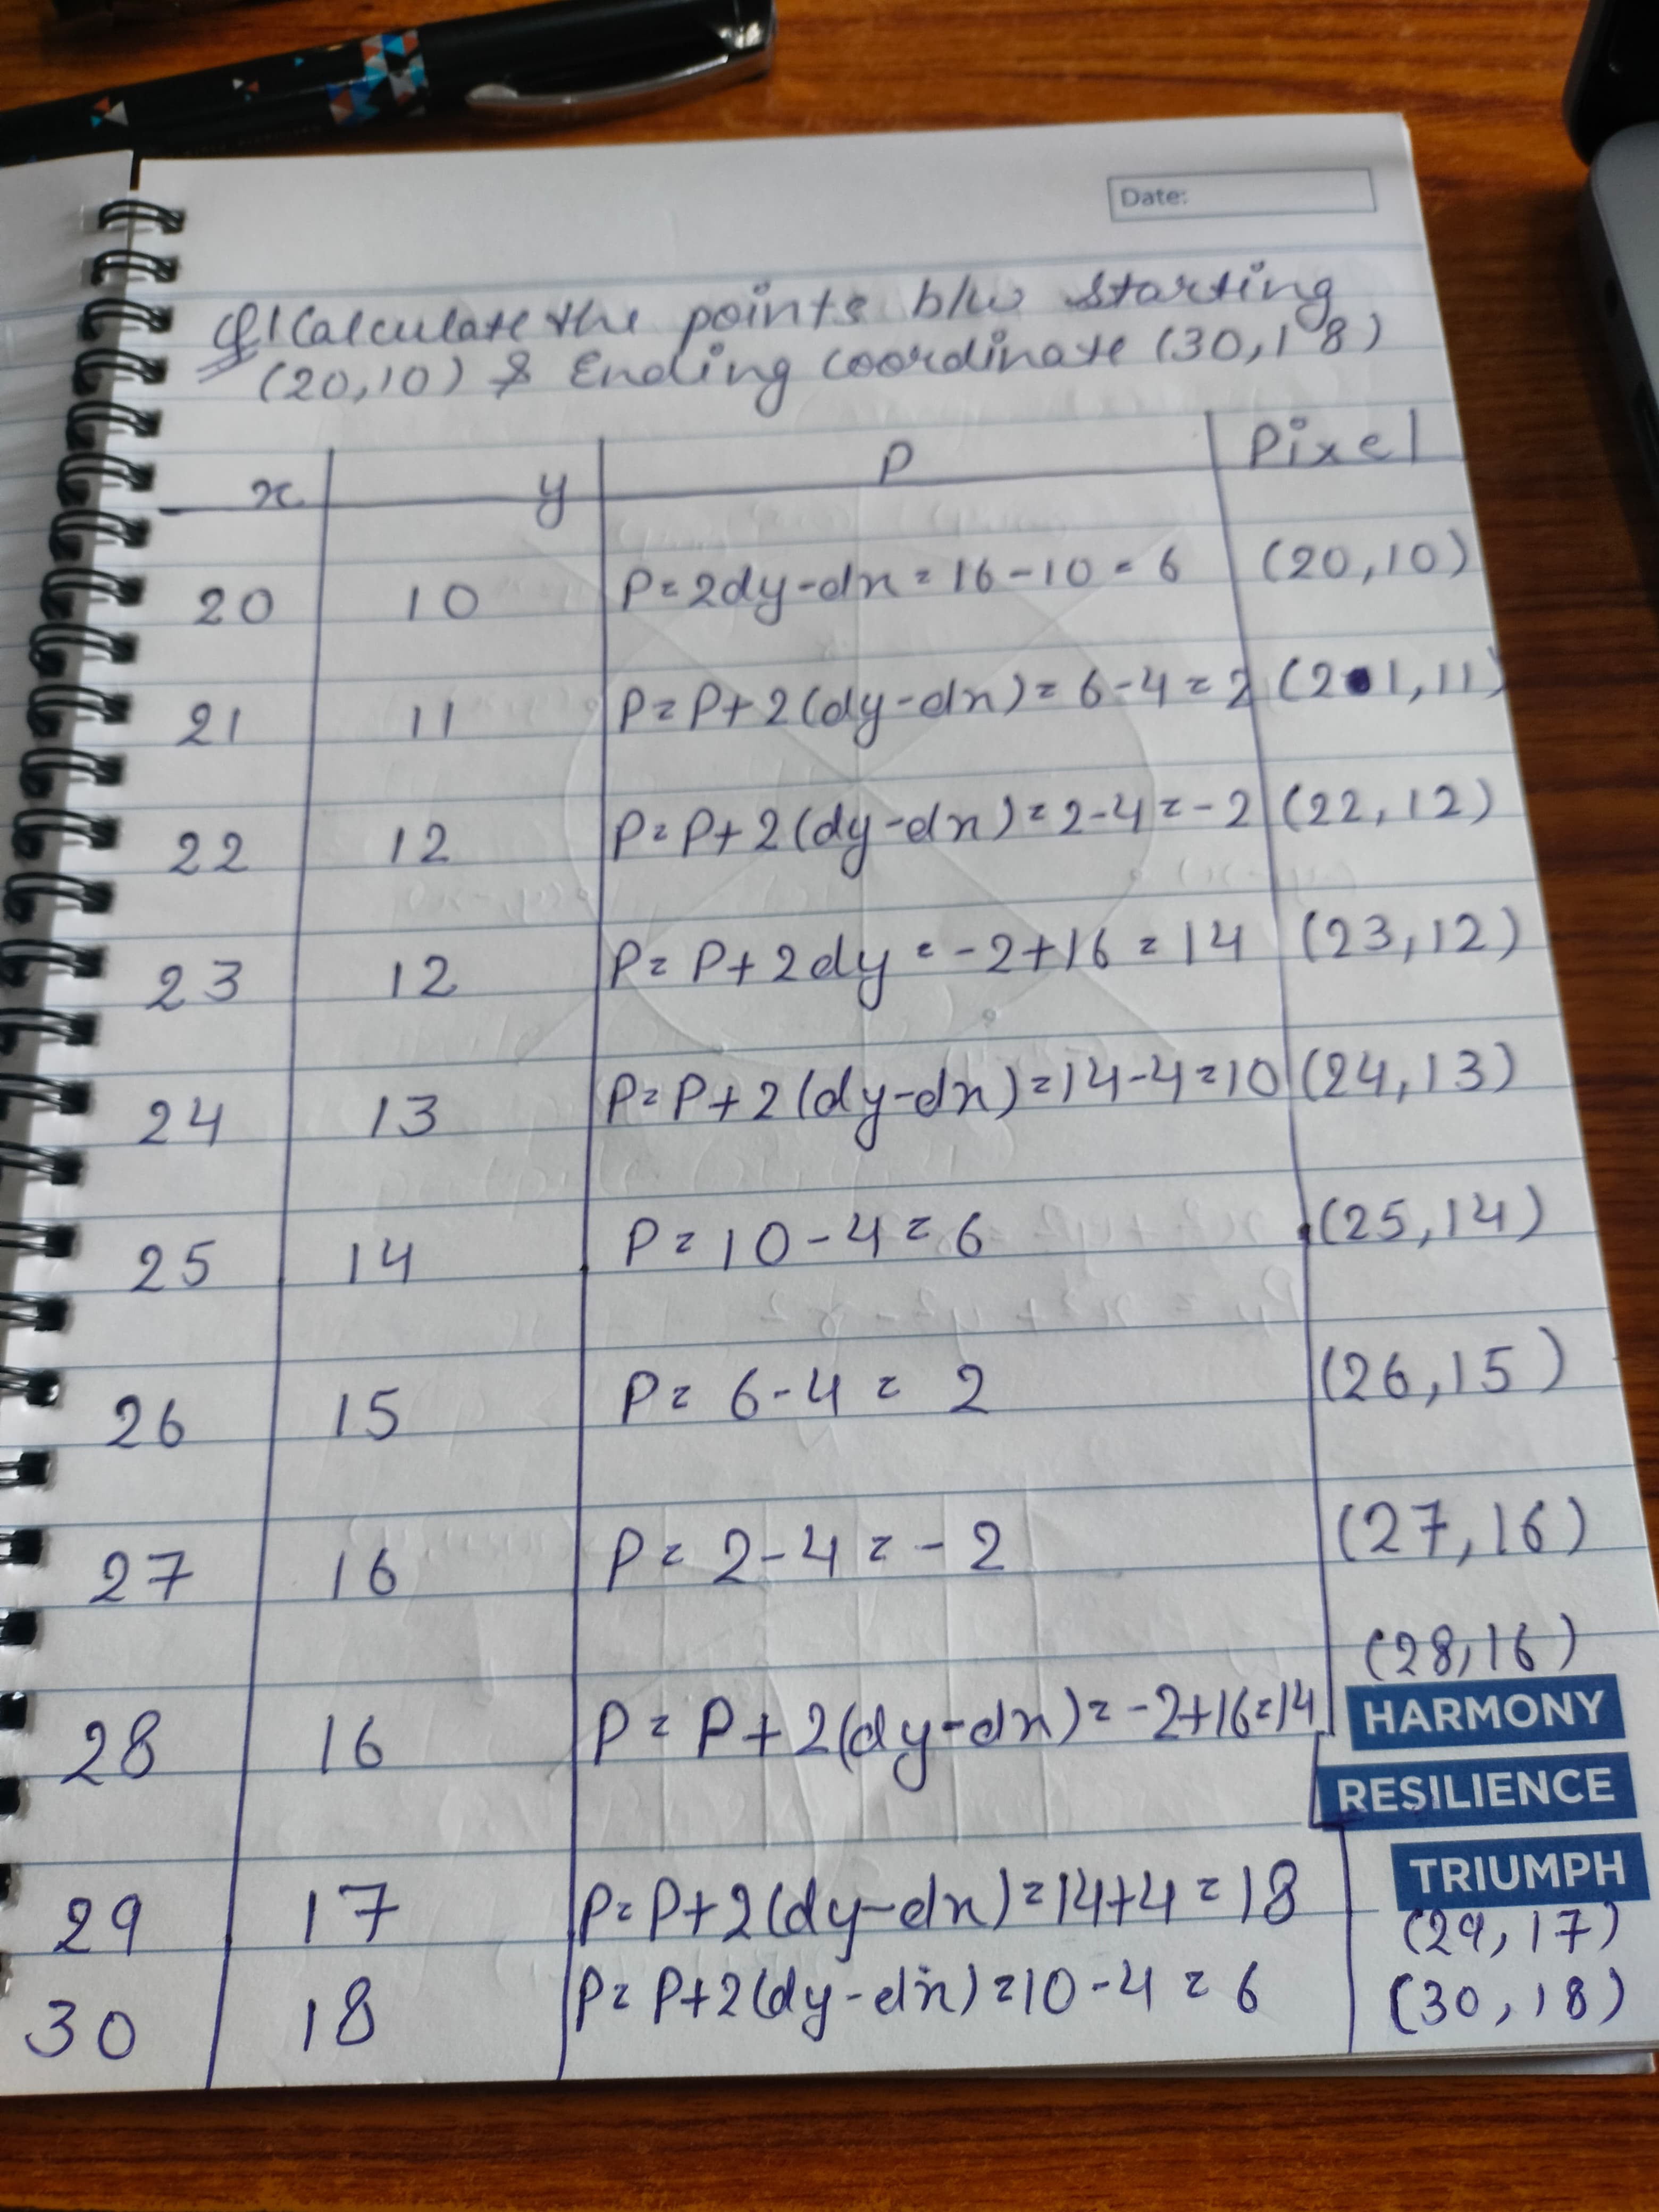 Date:
Q1 Calculate the points b/w starting
(20,10) & Ending coordinate (30,18)
x y P Pixel
20 10 P=2dy-dx=16-10=6 (20,10)
21 11 P=P+2(dy-dx)=6-4=2 (21,11)
22 12 P=P+2(dy-dx)=2-4=-2 (22,12)
23 12 P=P+2dy=-2+16=14 (23,12)
24 13 P=P+2(dy-dx)=14-4=10 (24,13)
25 14 P=10-4=6 (25,14)
26 15 P=6-4=2 (26,15)
27 16 P=2-4=-2 (27,16)
28 16 P=P+2(dy-dx)=-2+16=14 (28,16)
HARMONY
RESILIENCE
TRIUMPH
29 17 P=P+2(dy-dx)=14+4=18 (29,17)
30 18 P=P+2(dy-dx)=10-4=6 (30,18)